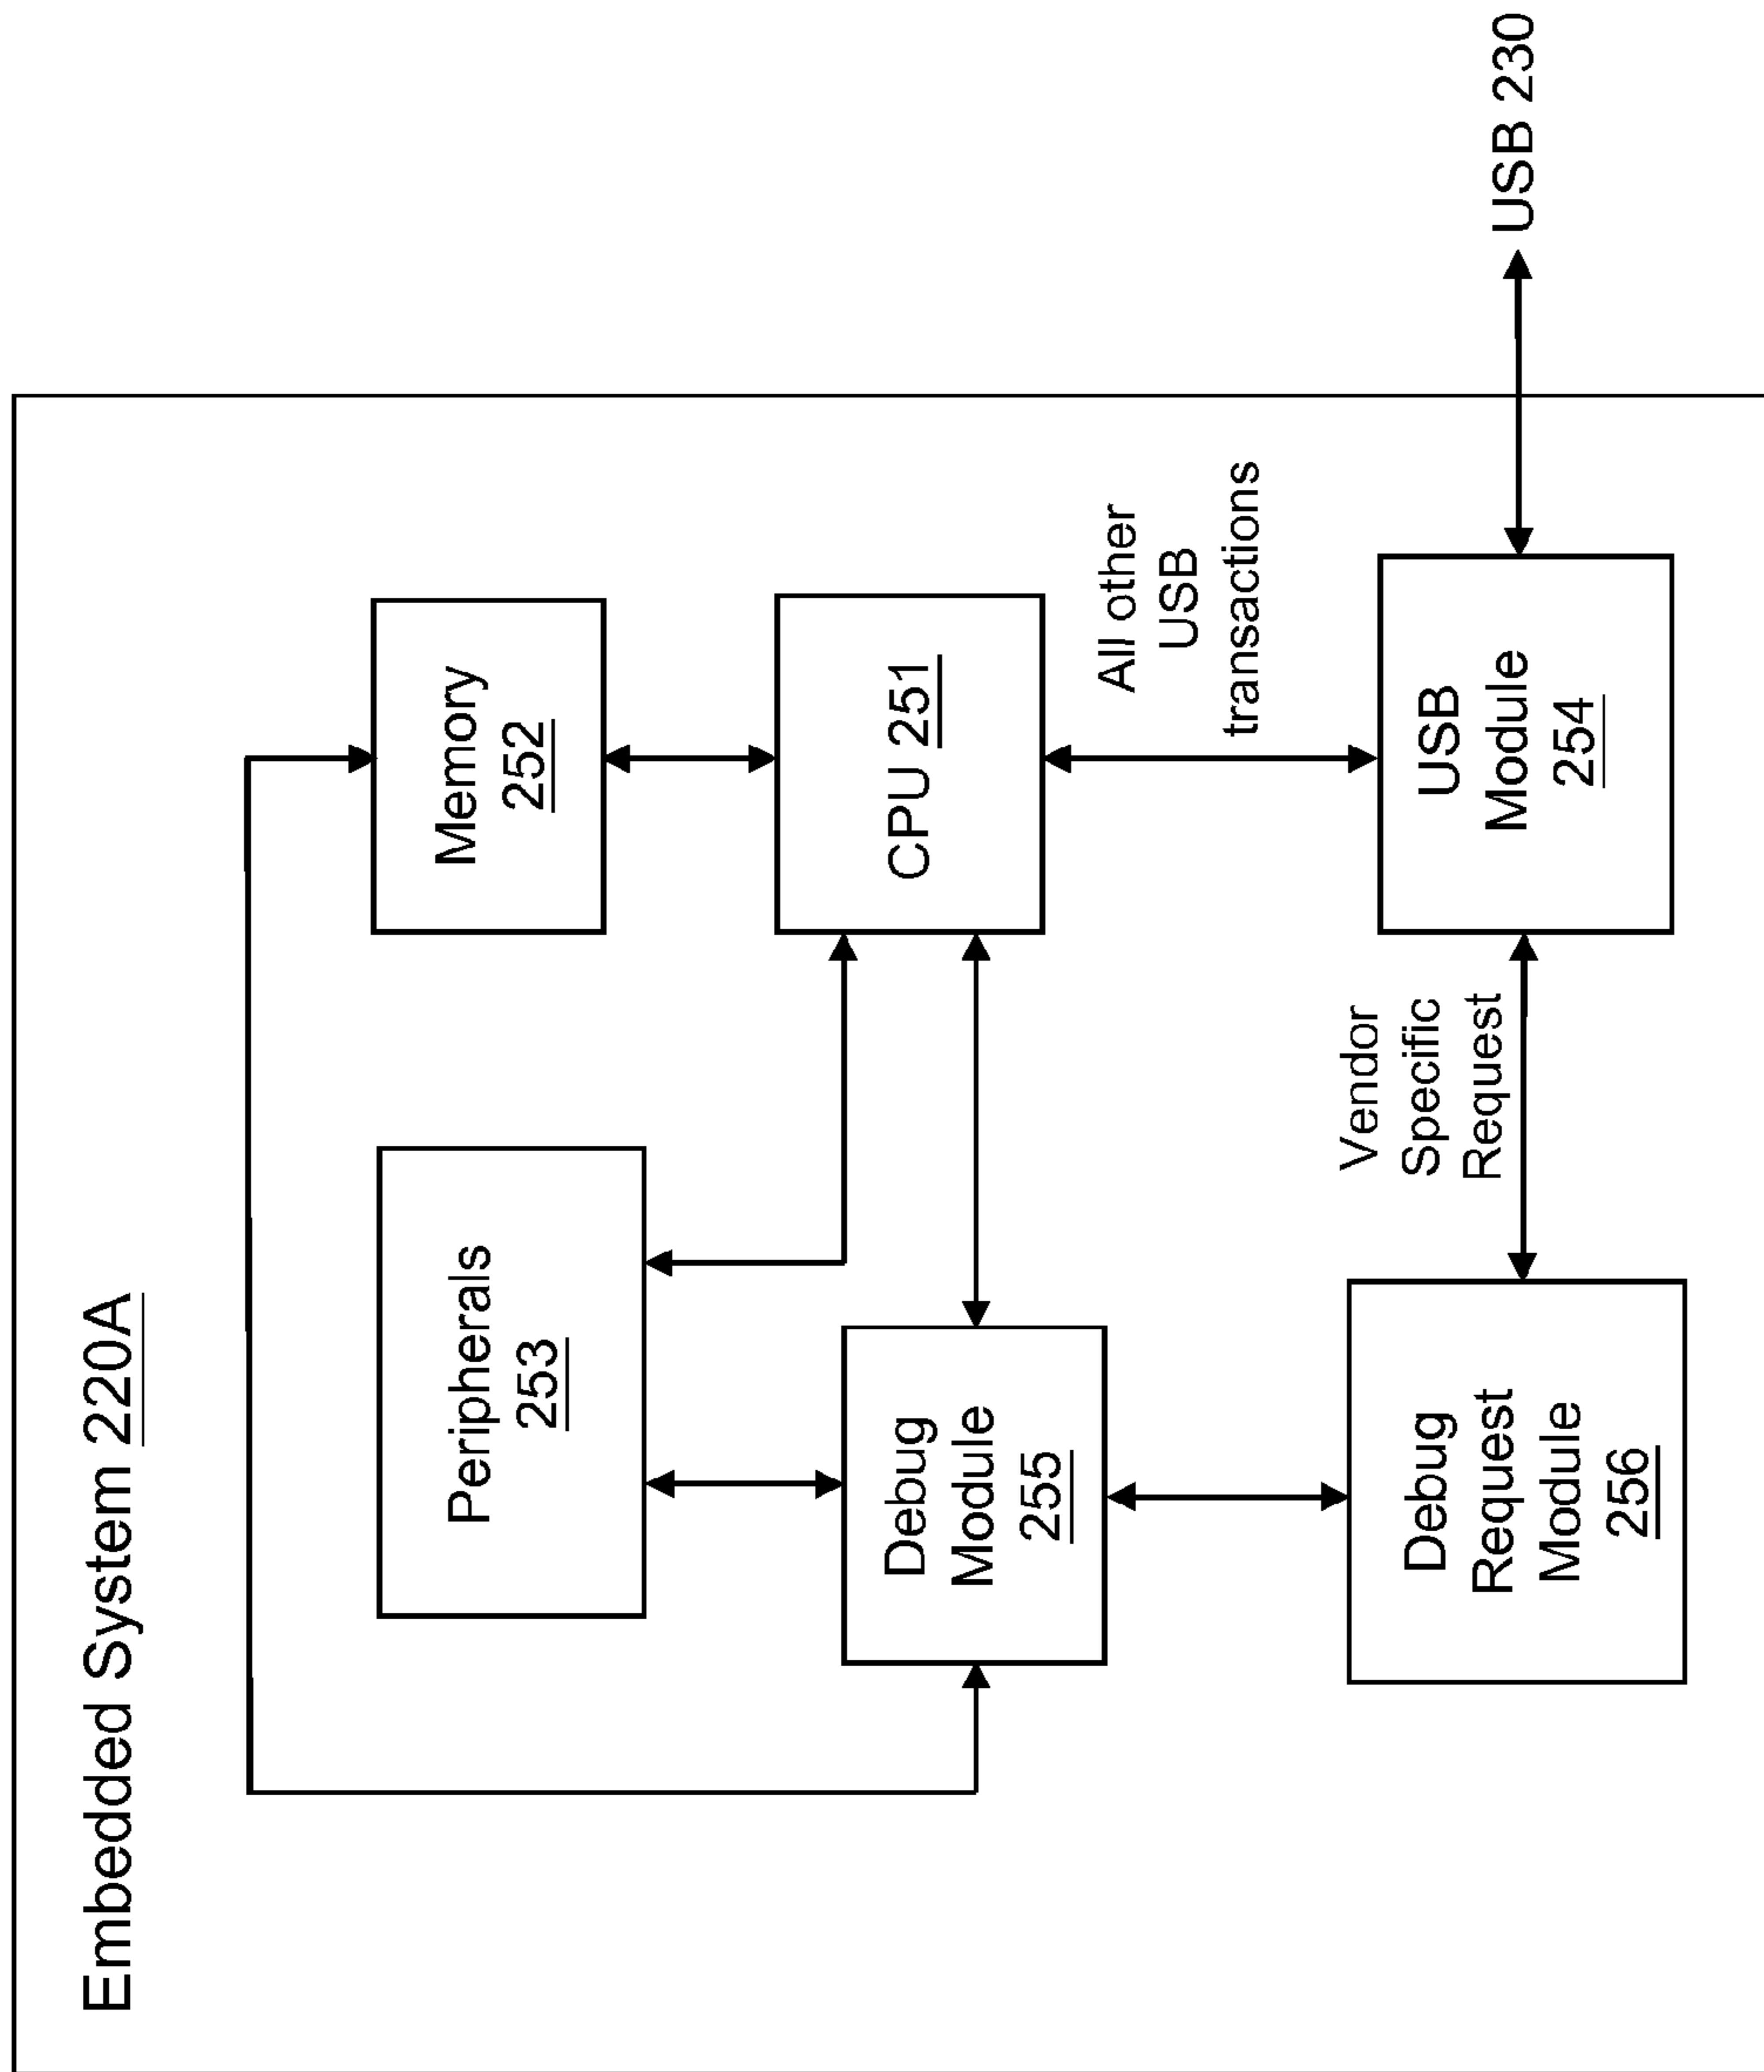 Embedded System 220A
Peripherals
253
Memory
252
Debug
Module
255
CPU 251
All other
USB
transactions
Debug
Request
Module
256
Vendor
Specific
Request
USB
Module
254
USB 230